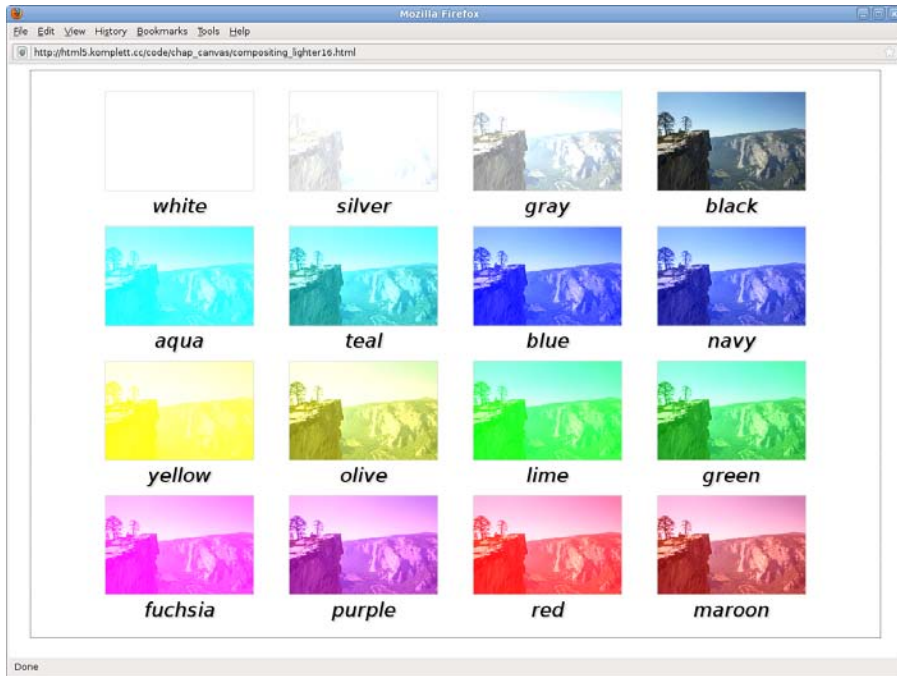 Mozilla Firefox
File Edit View History Bookmarks Tools Help
http://html5.komplett.cc/code/chap_canvas/compositing_lighter16.html
white silver gray black
aqua teal blue navy
yellow olive lime green
fuchsia purple red maroon
Done